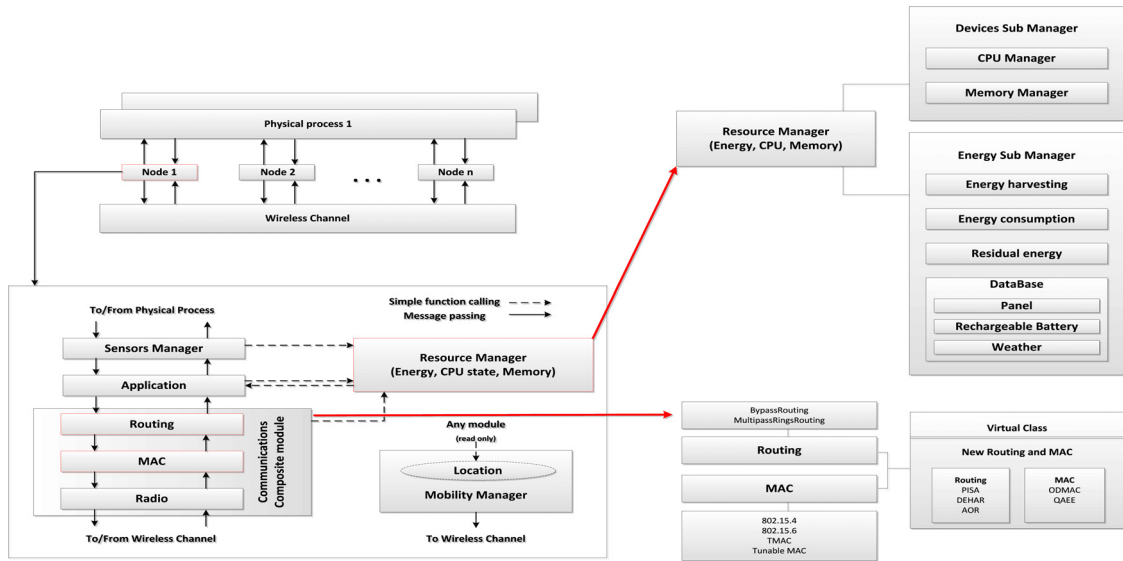 Physical process 1
Node 1
Node 2
. . .
Node n
Wireless Channel
To/From Physical Process
Simple function calling
Message passing
Sensors Manager
Application
Resource Manager
(Energy, CPU state, Memory)
Routing
MAC
Radio
Communications
Composite module
To/From Wireless Channel
Any module
(read only)
Location
Mobility Manager
To Wireless Channel
Resource Manager
(Energy, CPU, Memory)
Devices Sub Manager
CPU Manager
Memory Manager
Energy Sub Manager
Energy harvesting
Energy consumption
Residual energy
DataBase
Panel
Rechargeable Battery
Weather
BypassRouting
MultipassRingsRouting
Routing
MAC
802.15.4
802.15.6
TMAC
Tunable MAC
Virtual Class
New Routing and MAC
Routing
PISA
DEHAR
AOR
MAC
ODMAC
QAEE